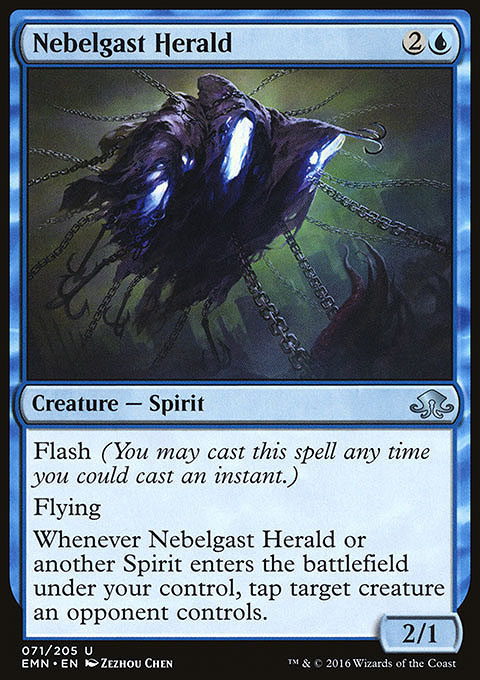 Nebelgast Herald 2
Creature — Spirit
Flash (You may cast this spell any time
you could cast an instant.)
Flying
Whenever Nebelgast Herald or
another Spirit enters the battlefield
under your control, tap target creature
an opponent controls.
2/1
071/205 U
EMN • EN Zezhou Chen
™ & © 2016 Wizards of the Coast